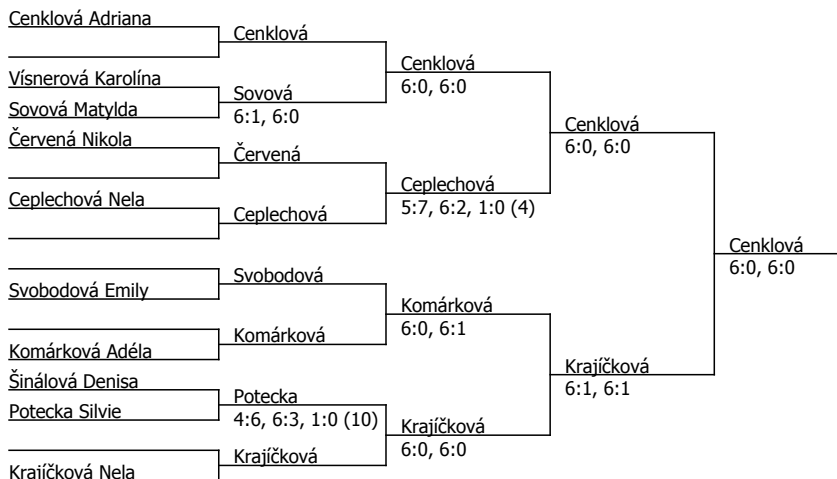 Cenklová Adriana
Vísnerová Karolína
Sovová Matylda
Červená Nikola
Ceplechová Nela
Svobodová Emily
Komárková Adéla
Šinálová Denisa
Potecka Silvie
Krajíčková Nela
Cenklová
Sovová
6:1, 6:0
Červená
Ceplechová
Svobodová
Komárková
Potecka
4:6, 6:3, 1:0 (10)
Krajíčková
Cenklová
6:0, 6:0
Ceplechová
5:7, 6:2, 1:0 (4)
Komárková
6:0, 6:1
Krajíčková
6:0, 6:0
Cenklová
6:0, 6:0
Krajíčková
6:1, 6:1
Cenklová
6:0, 6:0